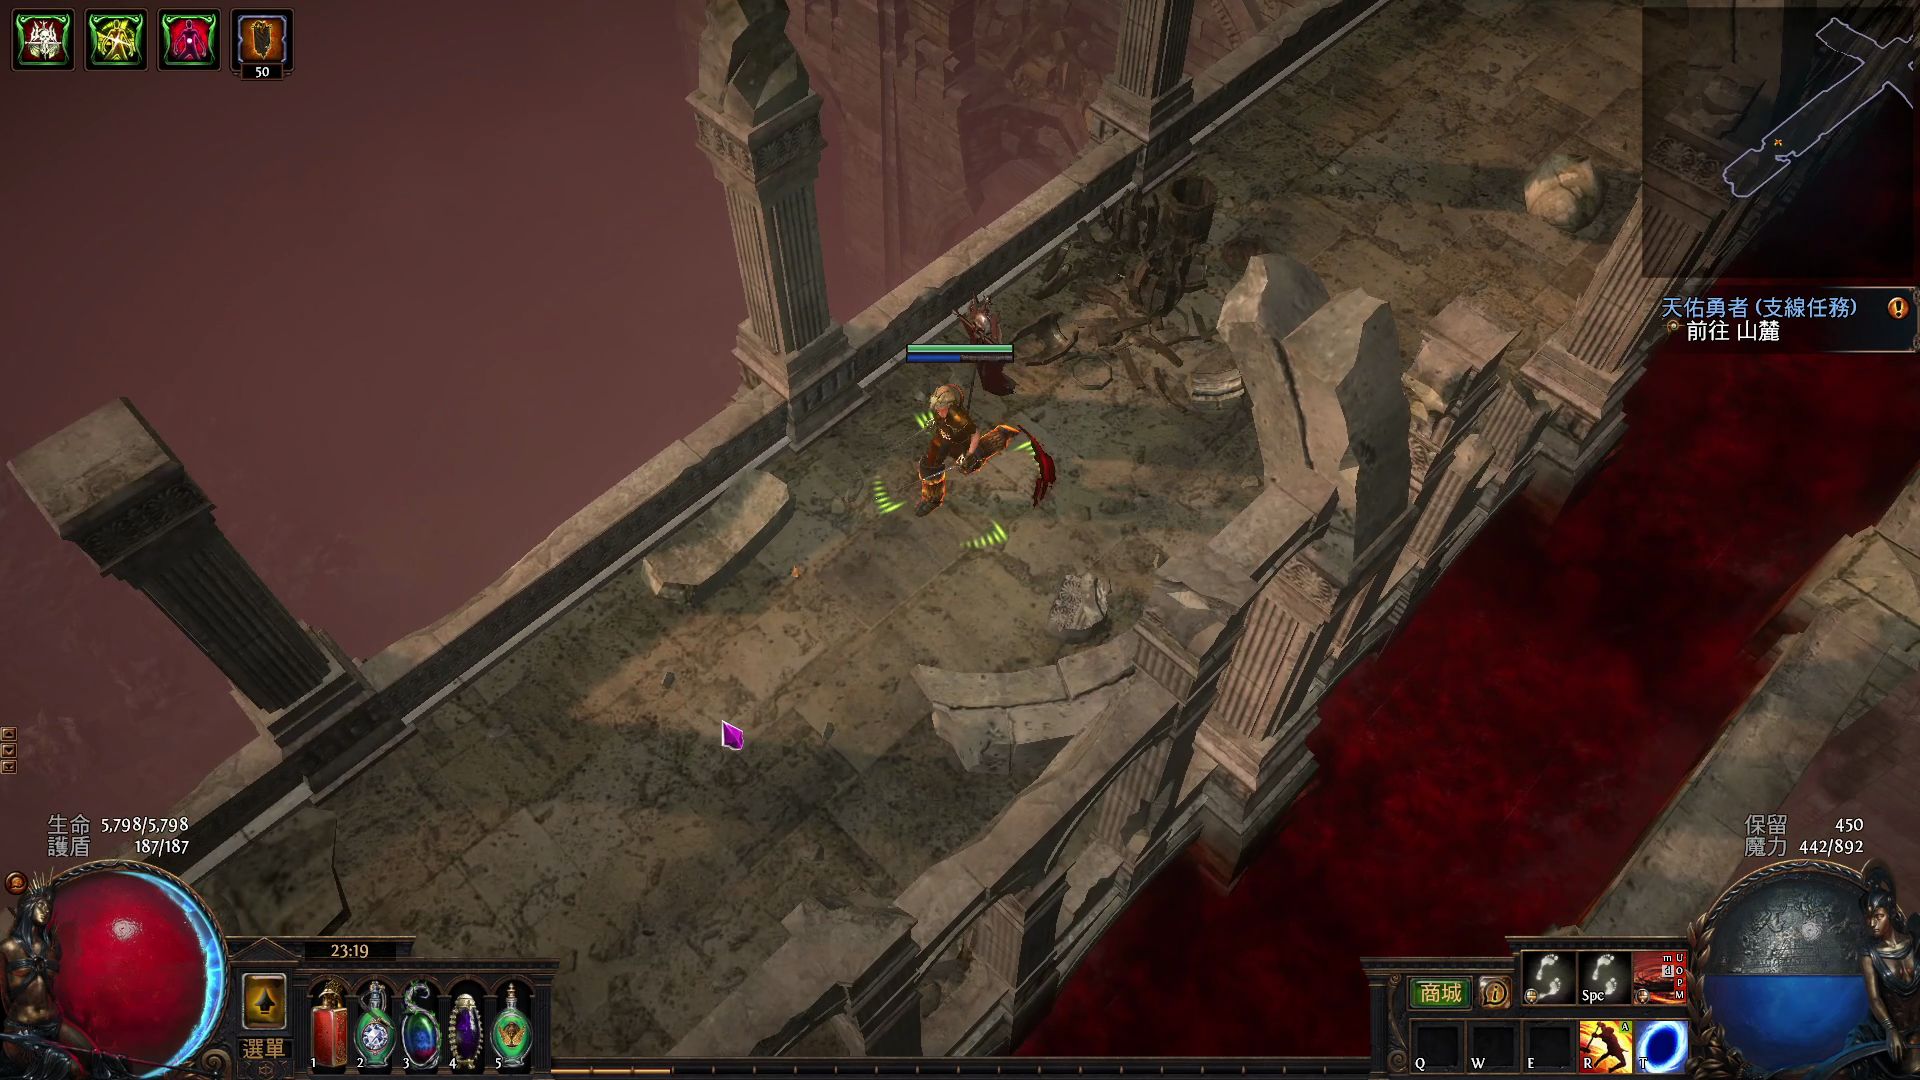 50
天佑勇者 (支線任務)
前往 山麓
生命 5,798/5,798
護盾 187/187
保留 450
魔力 442/892
23:19
選單
1
2
3
4
5
商城
Spc
m U
d O
P
M
Q
W
E
R
A
T